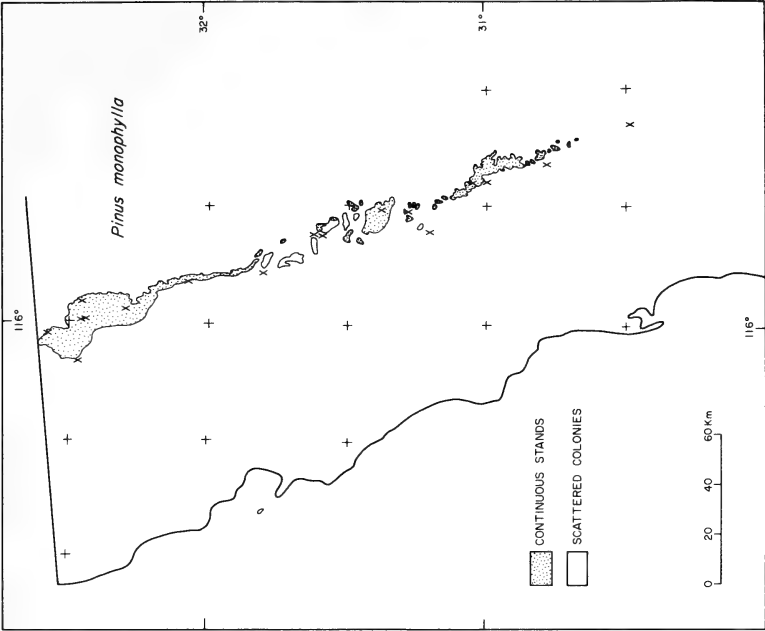 32°
31°
Pinus monophylla
116°
116°
CONTINUOUS STANDS
SCATTERED COLONIES
0 20 40 60 Km